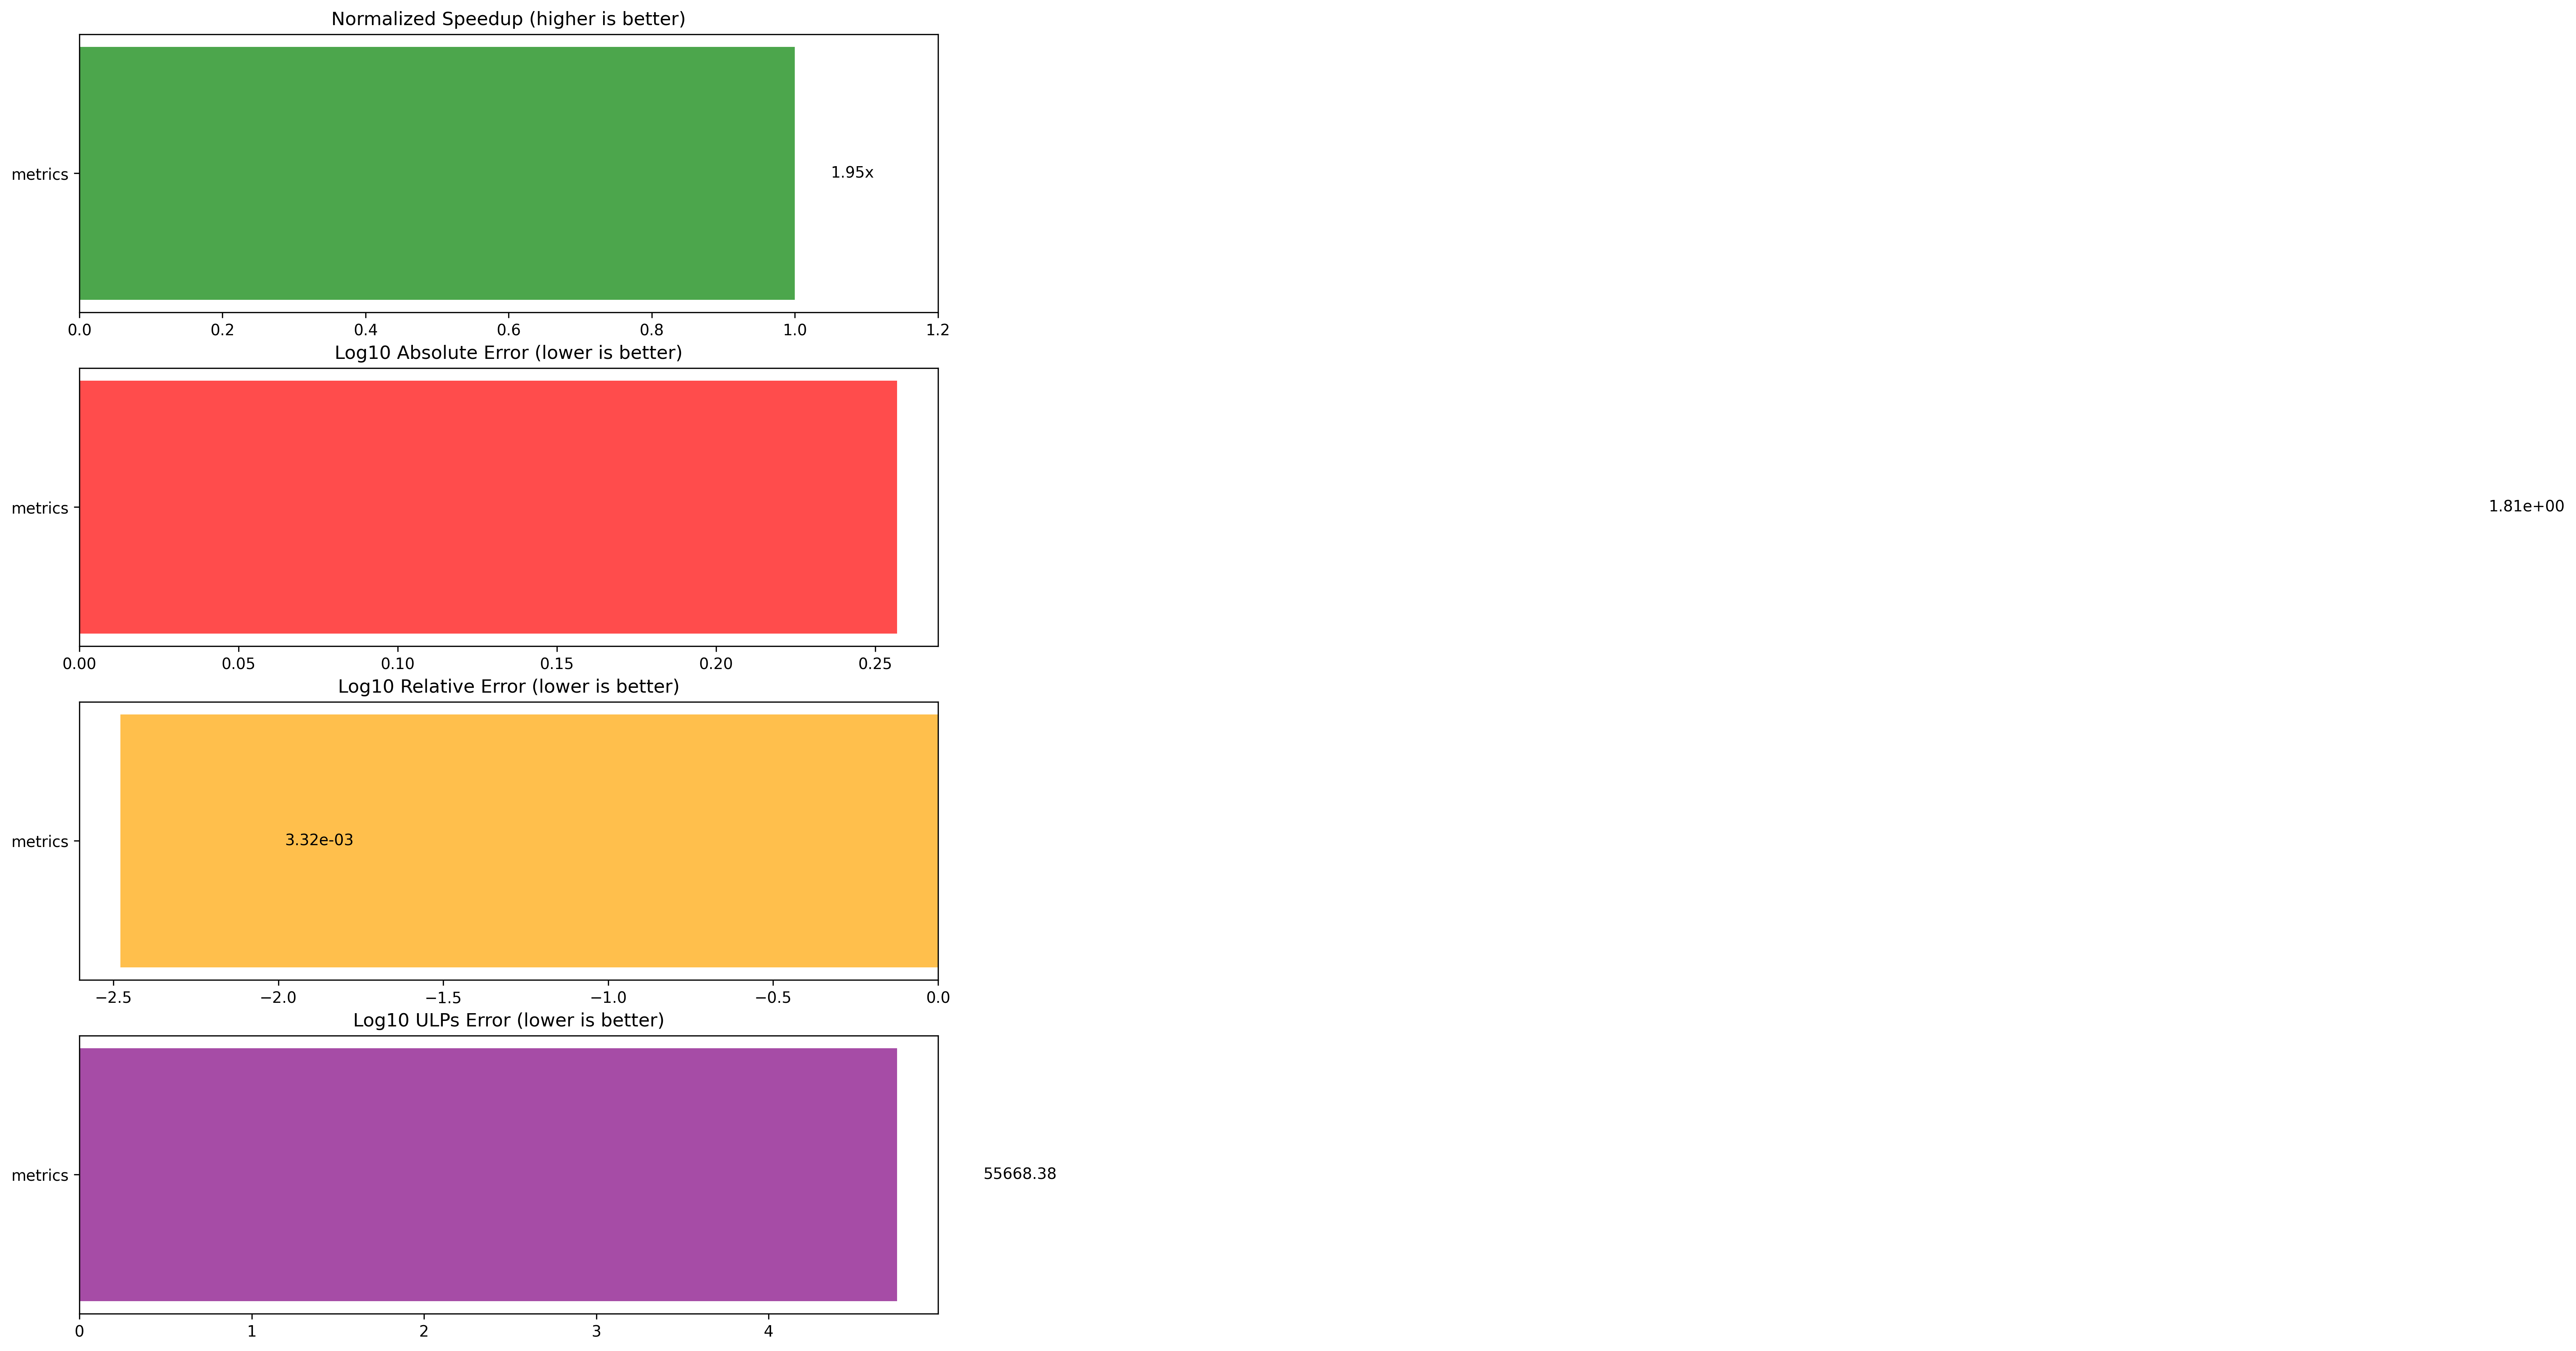 Normalized Speedup (higher is better)
metrics
1.95x
0.0 0.2 0.4 0.6 0.8 1.0 1.2
Log10 Absolute Error (lower is better)
metrics
1.81e+00
0.00 0.05 0.10 0.15 0.20 0.25
Log10 Relative Error (lower is better)
metrics
3.32e-03
−2.5 −2.0 −1.5 −1.0 −0.5 0.0
Log10 ULPs Error (lower is better)
metrics
55668.38
0 1 2 3 4